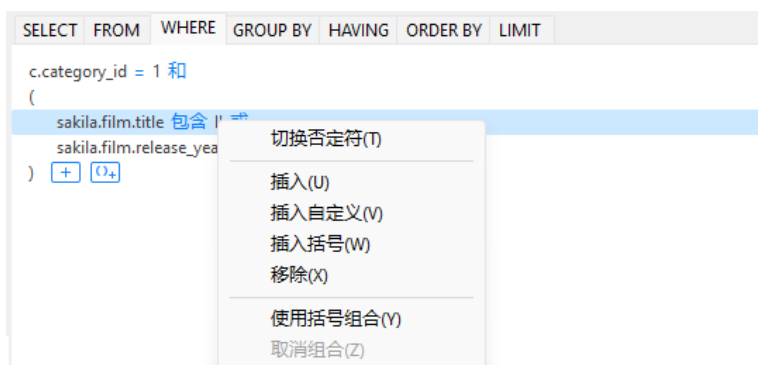 SELECT FROM WHERE GROUP BY HAVING ORDER BY LIMIT
c.category_id = 1 和
(
sakila.film.title 包含
sakila.film.release_yea
)
切换否定符(T)
插入(U)
插入自定义(V)
插入括号(W)
移除(X)
使用括号组合(Y)
取消组合(Z)